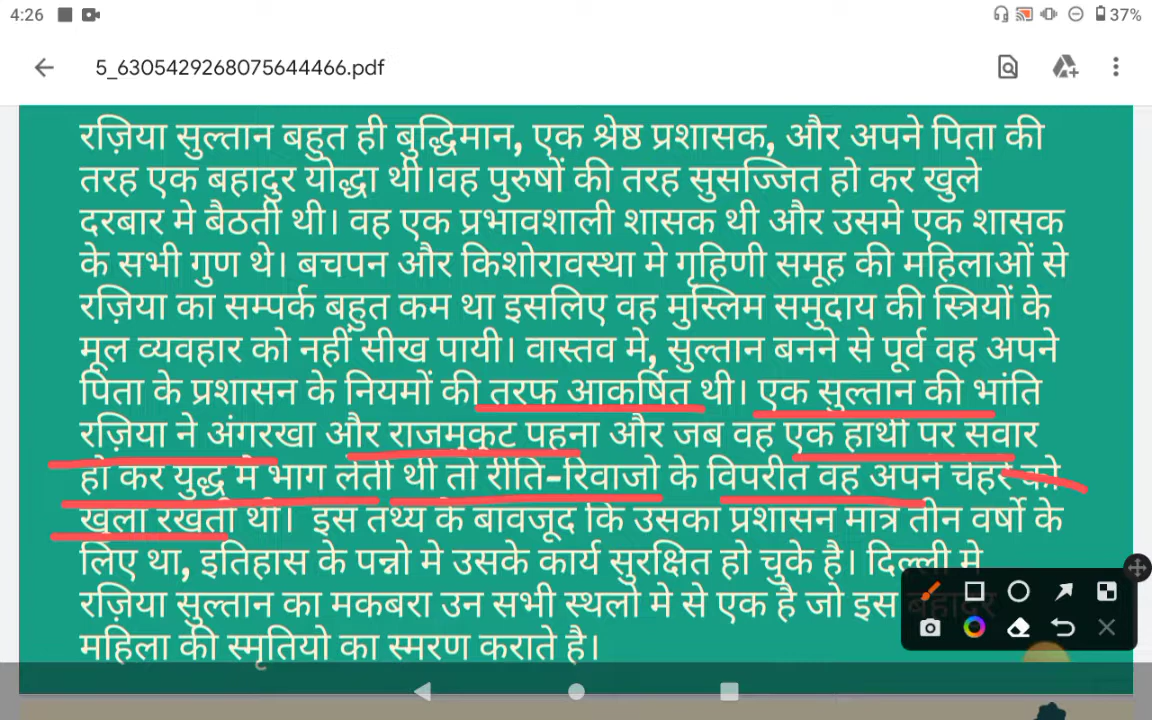 4:26
37%
5_6305429268075644466.pdf
रज़िया सुल्तान बहुत ही बुद्धिमान, एक श्रेष्ठ प्रशासक, और अपने पिता की
तरह एक बहादुर योद्धा थी।वह पुरुषों की तरह सुसज्जित हो कर खुले
दरबार मे बैठती थी। वह एक प्रभावशाली शासक थी और उसमे एक शासक
के सभी गुण थे। बचपन और किशोरावस्था मे गृहिणी समूह की महिलाओं से
रज़िया का सम्पर्क बहुत कम था इसलिए वह मुस्लिम समुदाय की स्त्रियों के
मूल व्यवहार को नहीं सीख पायी। वास्तव मे, सुल्तान बनने से पूर्व वह अपने
पिता के प्रशासन के नियमों की तरफ आकर्षित थी। एक सुल्तान की भांति
रज़िया ने अंगरखा और राजमुकुट पहना और जब वह एक हाथी पर सवार
हो कर युद्ध मे भाग लेती थी तो रीति-रिवाजो के विपरीत वह अपने चेहरे को
खुला रखती थी। इस तथ्य के बावजूद कि उसका प्रशासन मात्र तीन वर्षो के
लिए था, इतिहास के पन्नो मे उसके कार्य सुरक्षित हो चुके है। दिल्ली मे
रज़िया सुल्तान का मकबरा उन सभी स्थलो मे से एक है जो इस बहादुर
महिला की स्मृतियो का स्मरण कराते है।